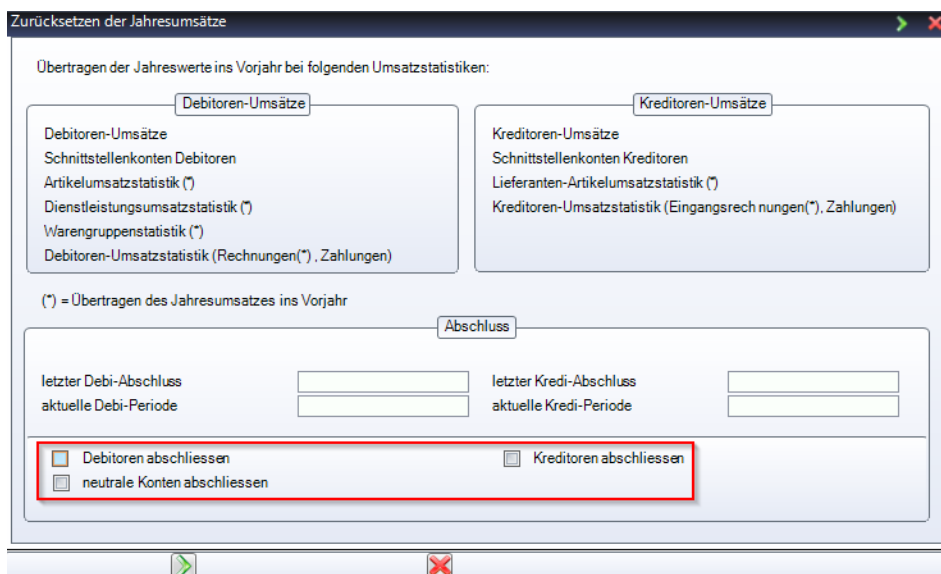 Zurücksetzen der Jahresumsätze
Übertragen der Jahreswerte ins Vorjahr bei folgenden Umsatzstatistiken:
Debitoren-Umsätze
Debitoren-Umsätze
Schnittstellenkonten Debitoren
Artikelumsatzstatistik (*)
Dienstleistungsumsatzstatistik (*)
Warengruppenstatistik (*)
Debitoren-Umsatzstatistik (Rechnungen(*) , Zahlungen)
Kreditoren-Umsätze
Kreditoren-Umsätze
Schnittstellenkonten Kreditoren
Lieferanten-Artikelumsatzstatistik (*)
Kreditoren-Umsatzstatistik (Eingangsrech nungen(*), Zahlungen)
(*) = Übertragen des Jahresumsatzes ins Vorjahr
Abschluss
letzter Debi-Abschluss
letzter Kredi-Abschluss
aktuelle Debi-Periode
aktuelle Kredi-Periode
Debitoren abschliessen
Kreditoren abschliessen
neutrale Konten abschliessen